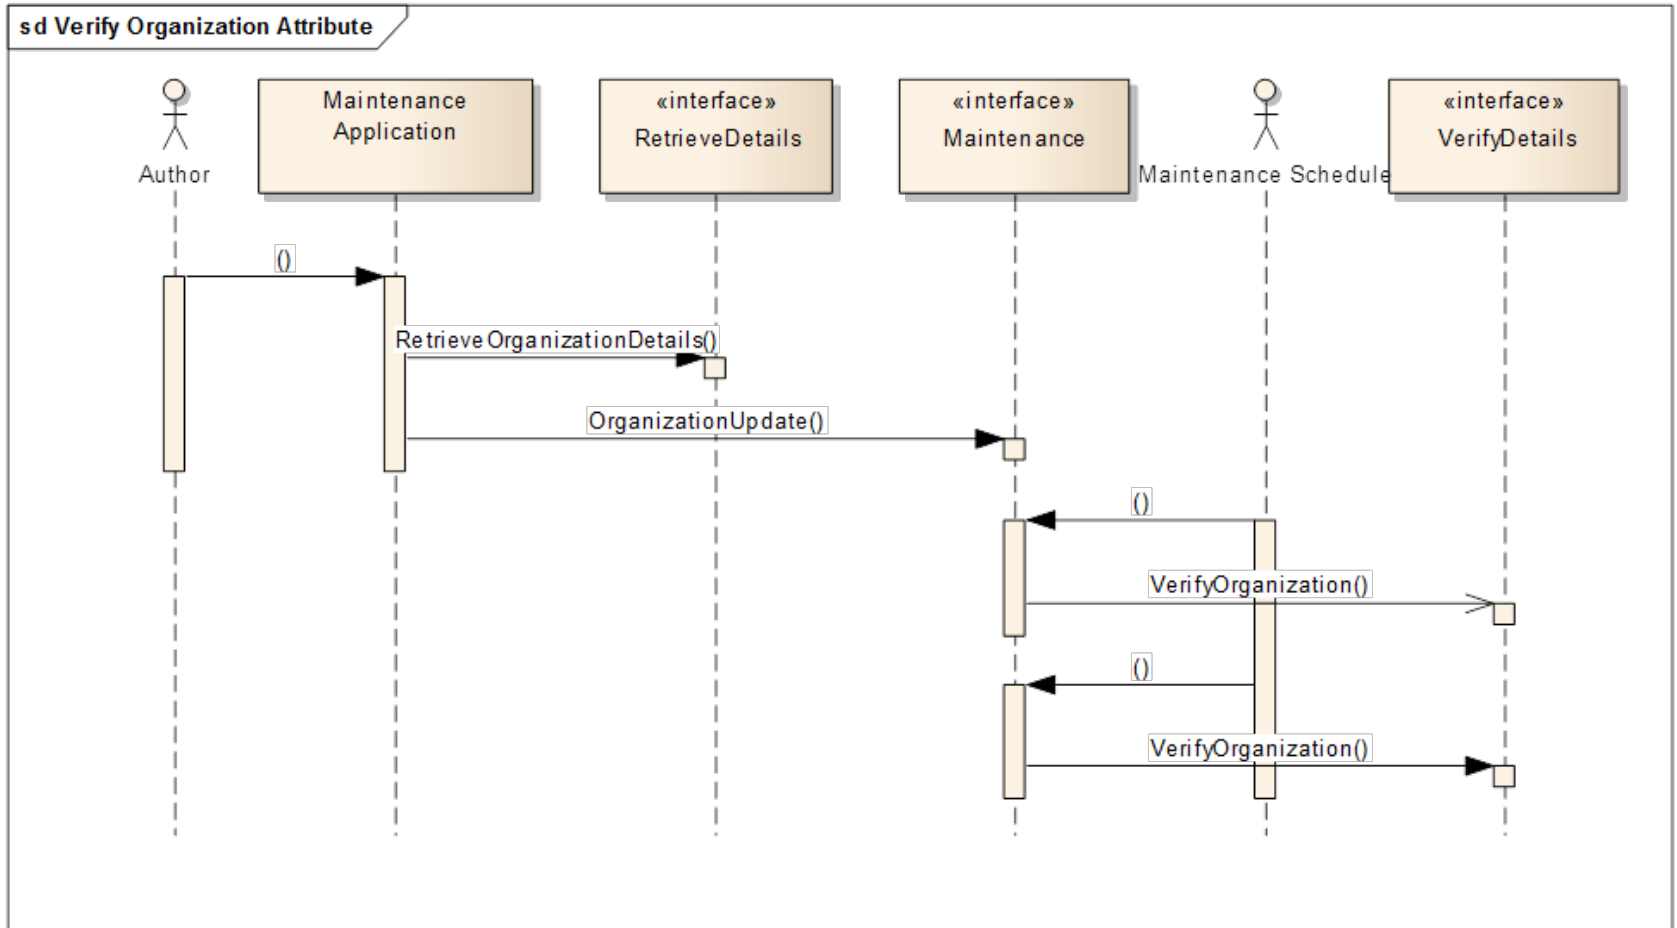 sd Verify Organization Attribute
Author
Maintenance
Application
«interface»
RetrieveDetails
«interface»
Maintenance
Maintenance Schedule
«interface»
VerifyDetails
()
RetrieveOrganizationDetails()
OrganizationUpdate()
()
VerifyOrganization()
()
VerifyOrganization()